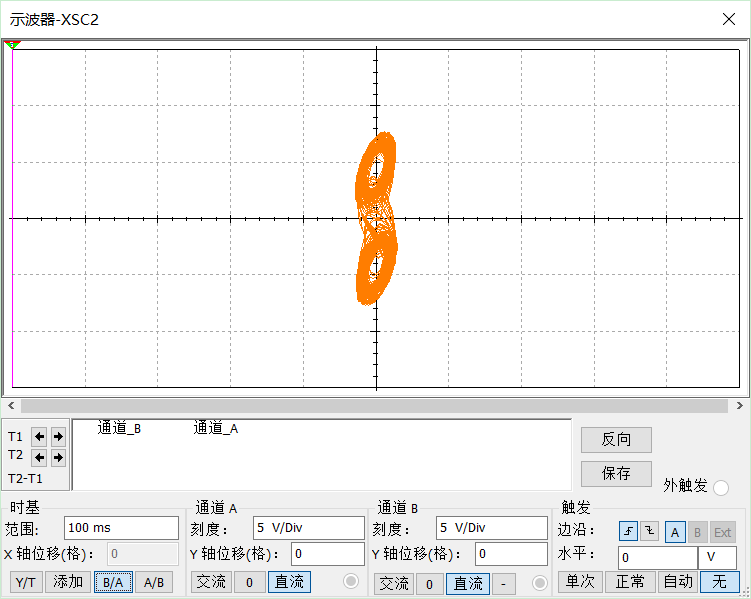 示波器-XSC2
通道_B 通道_A
T1
T2
T2-T1
反向
保存
外触发
时基
范围: 100 ms
X 轴位移(格): 0
Y/T 添加 B/A A/B
通道 A
刻度: 5 V/Div
Y 轴位移(格): 0
交流 0 直流
通道 B
刻度: 5 V/Div
Y 轴位移(格): 0
交流 0 直流 -
触发
边沿: A B Ext
水平: 0 V
单次 正常 自动 无